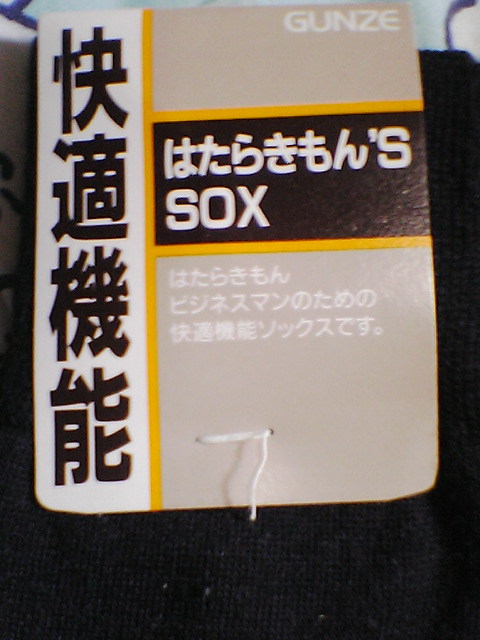 GUNZE
快適機能
はたらきもん'S
SOX
はたらきもん
ビジネスマンのための
快適機能ソックスです。